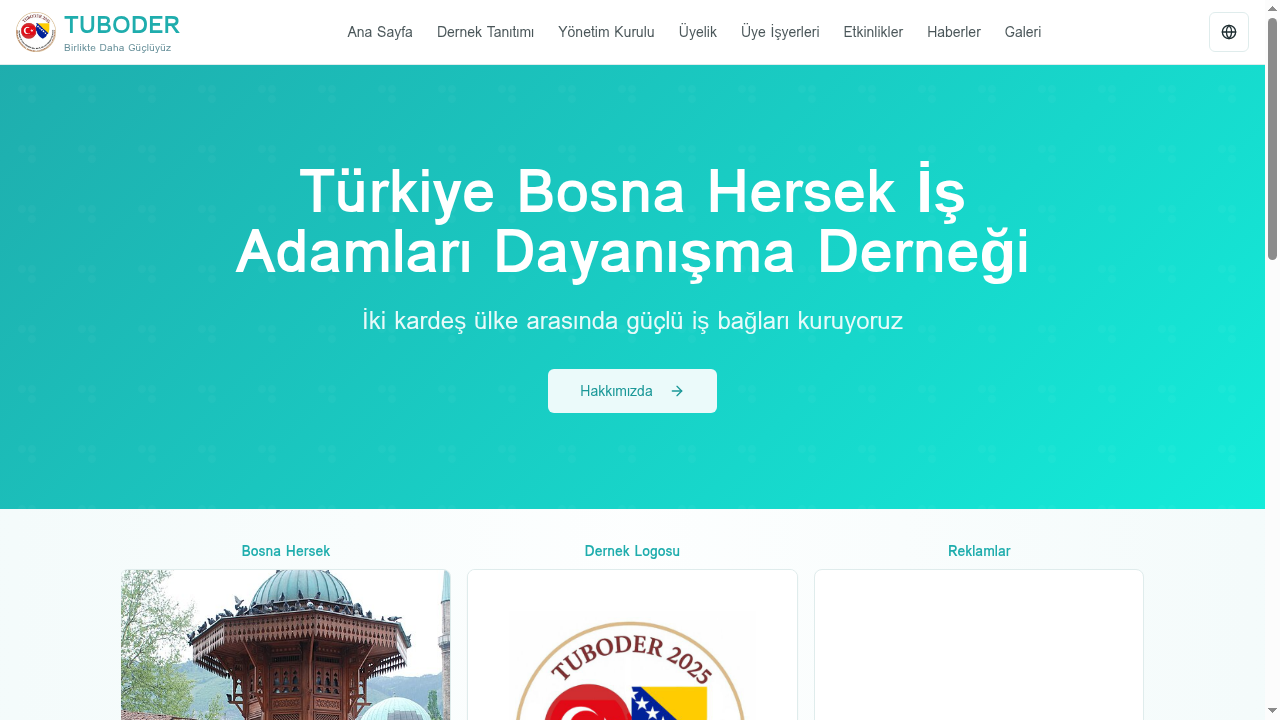 TUBODER
Birlikte Daha Güçlüyüz
Ana Sayfa
Dernek Tanıtımı
Yönetim Kurulu
Üyelik
Üye İşyerleri
Etkinlikler
Haberler
Galeri
Türkiye Bosna Hersek İş
Adamları Dayanışma Derneği
İki kardeş ülke arasında güçlü iş bağları kuruyoruz
Hakkımızda
Bosna Hersek
Dernek Logosu
Reklamlar
TUBODER 2025